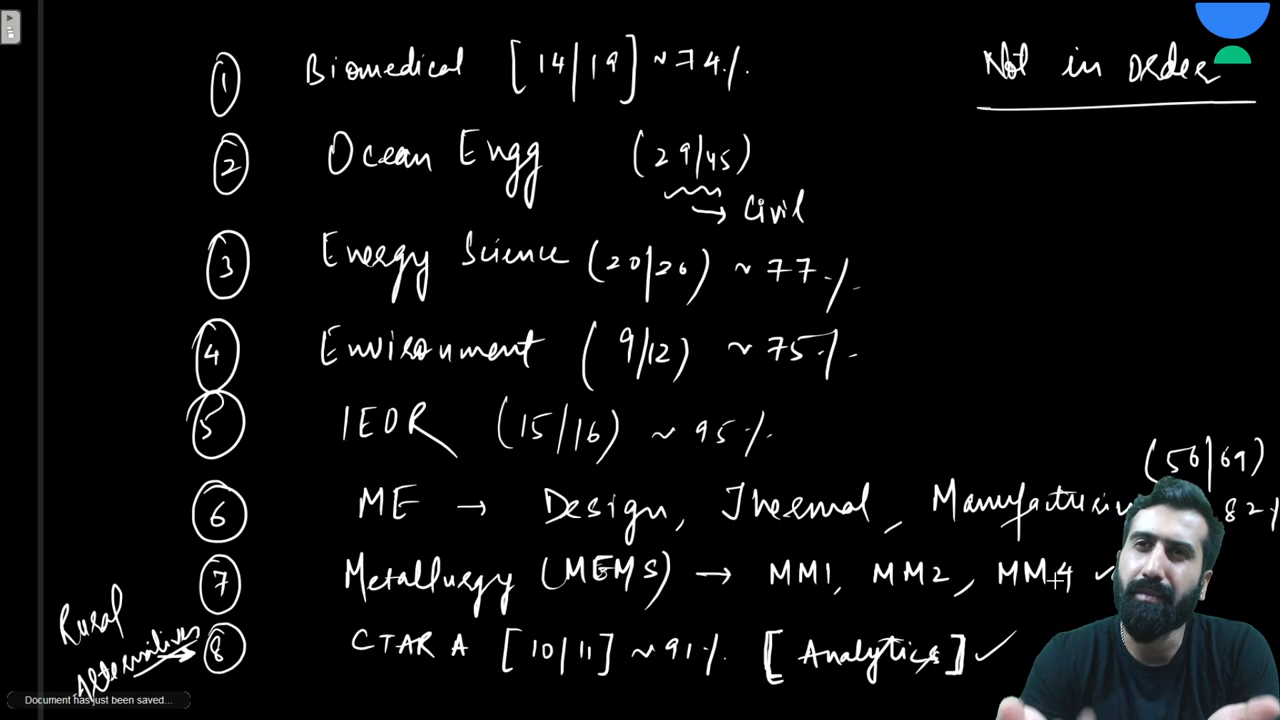 Not in order
1 Biomedical [14/19] ~ 74%.
2 Ocean Engg (29/45)
→ Civil
3 Energy Science (20/26) ~ 77%.
4 Environment (9/12) ~ 75%.
5 IEOR (15/16) ~ 95%.
(56/69)
6 ME → Design, Thermal, 82%
7 Metallurgy (MEMS) → MM1, MM2, MM4 ✓
8 CTARA [10/11] ~ 91%. [Analytics] ✓
Rural
Alternatives
Document has just been saved...